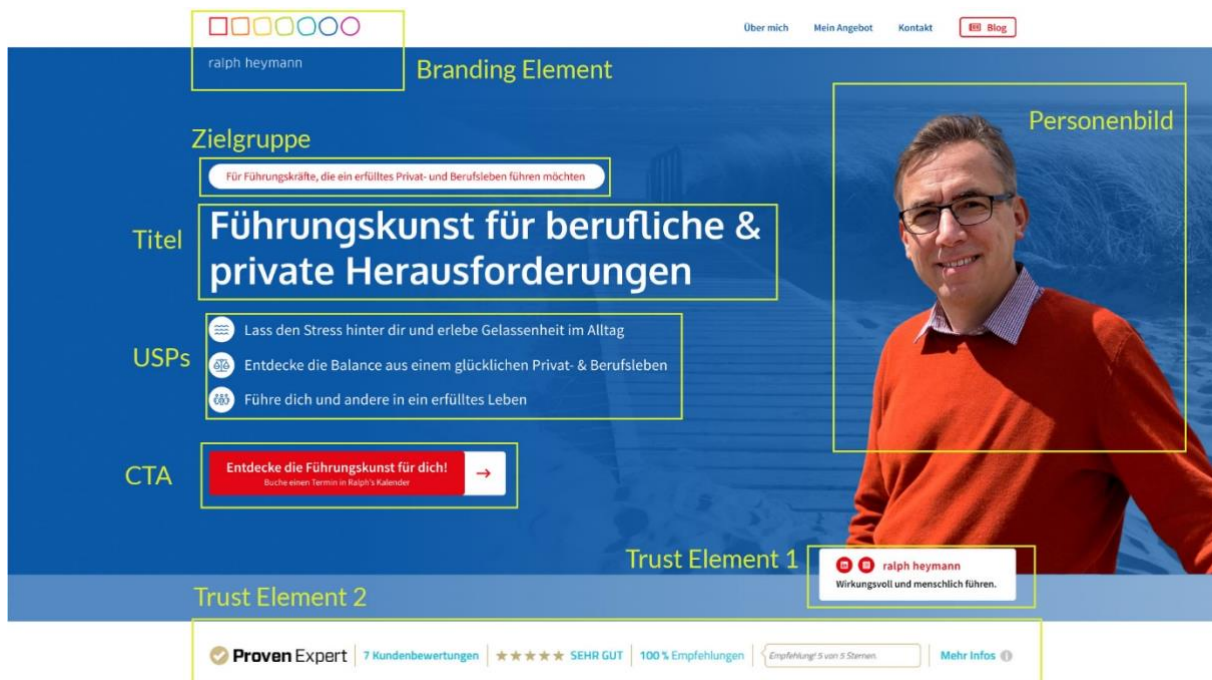 Über mich Mein Angebot Kontakt Blog
ralph heymann
Branding Element
Personenbild
Zielgruppe
Für Führungskräfte, die ein erfülltes Privat- und Berufsleben führen möchten
Titel
Führungskunst für berufliche &
private Herausforderungen
USPs
Lass den Stress hinter dir und erlebe Gelassenheit im Alltag
Entdecke die Balance aus einem glücklichen Privat- & Berufsleben
Führe dich und andere in ein erfülltes Leben
CTA
Entdecke die Führungskunst für dich!
Buche einen Termin in Ralph's Kalender
Trust Element 1
ralph heymann
Wirkungsvoll und menschlich führen.
Trust Element 2
Proven Expert 7 Kundenbewertungen SEHR GUT 100 % Empfehlungen Empfehlung! 5 von 5 Sternen. Mehr Infos